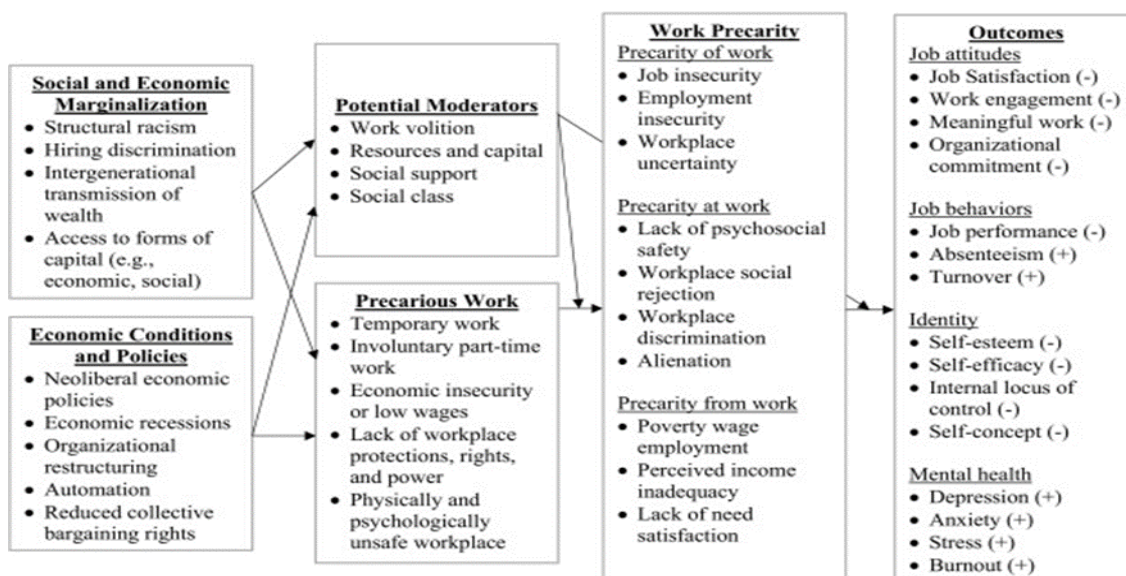 Social and Economic
Marginalization
• Structural racism
• Hiring discrimination
• Intergenerational
transmission of
wealth
• Access to forms of
capital (e.g.,
economic, social)
Economic Conditions
and Policies
• Neoliberal economic
policies
• Economic recessions
• Organizational
restructuring
• Automation
• Reduced collective
bargaining rights
Potential Moderators
• Work volition
• Resources and capital
• Social support
• Social class
Precarious Work
• Temporary work
• Involuntary part-time
work
• Economic insecurity
or low wages
• Lack of workplace
protections, rights,
and power
• Physically and
psychologically
unsafe workplace
Work Precarity
Precarity of work
• Job insecurity
• Employment
insecurity
• Workplace
uncertainty
Precarity at work
• Lack of psychosocial
safety
• Workplace social
rejection
• Workplace
discrimination
• Alienation
Precarity from work
• Poverty wage
employment
• Perceived income
inadequacy
• Lack of need
satisfaction
Outcomes
Job attitudes
• Job Satisfaction (-)
• Work engagement (-)
• Meaningful work (-)
• Organizational
commitment (-)
Job behaviors
• Job performance (-)
• Absenteeism (+)
• Turnover (+)
Identity
• Self-esteem (-)
• Self-efficacy (-)
• Internal locus of
control (-)
• Self-concept (-)
Mental health
• Depression (+)
• Anxiety (+)
• Stress (+)
• Burnout (+)